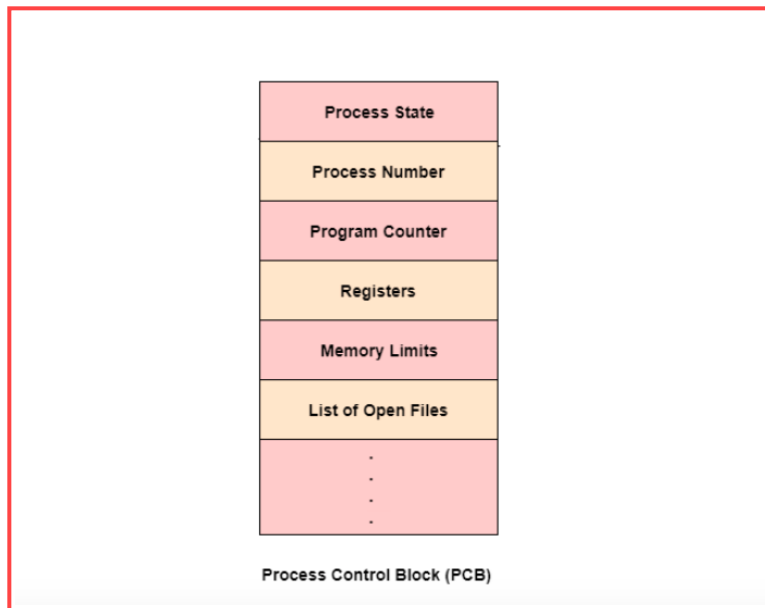 Process State
Process Number
Program Counter
Registers
Memory Limits
List of Open Files
.
.
.
.
Process Control Block (PCB)